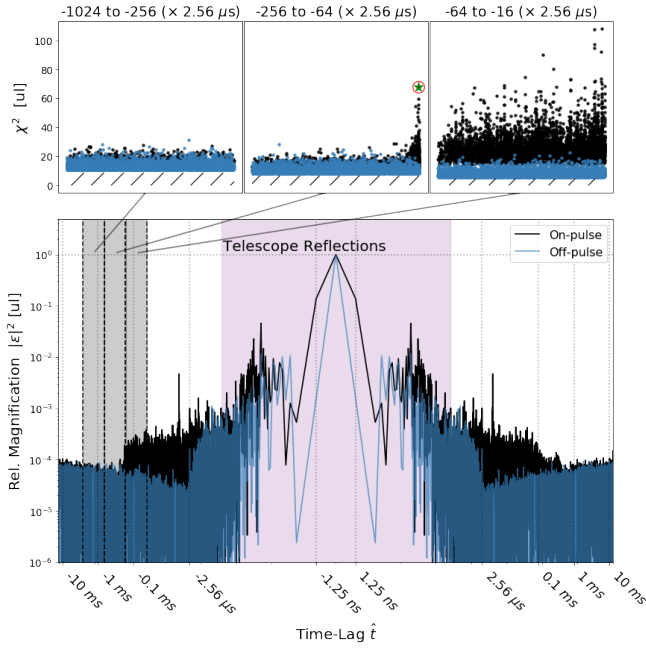 -1024 to -256 (× 2.56 μs)
-256 to -64 (× 2.56 μs)
-64 to -16 (× 2.56 μs)
χ² [ul]
100
80
60
40
20
0
Telescope Reflections
On-pulse
Off-pulse
Rel. Magnification |ε|² [ul]
10⁰
10⁻¹
10⁻²
10⁻³
10⁻⁴
10⁻⁵
10⁻⁶
-10 ms
-1 ms
-0.1 ms
-2.56 μs
-1.25 ns
1.25 ns
2.56 μs
0.1 ms
1 ms
10 ms
Time-Lag t̂